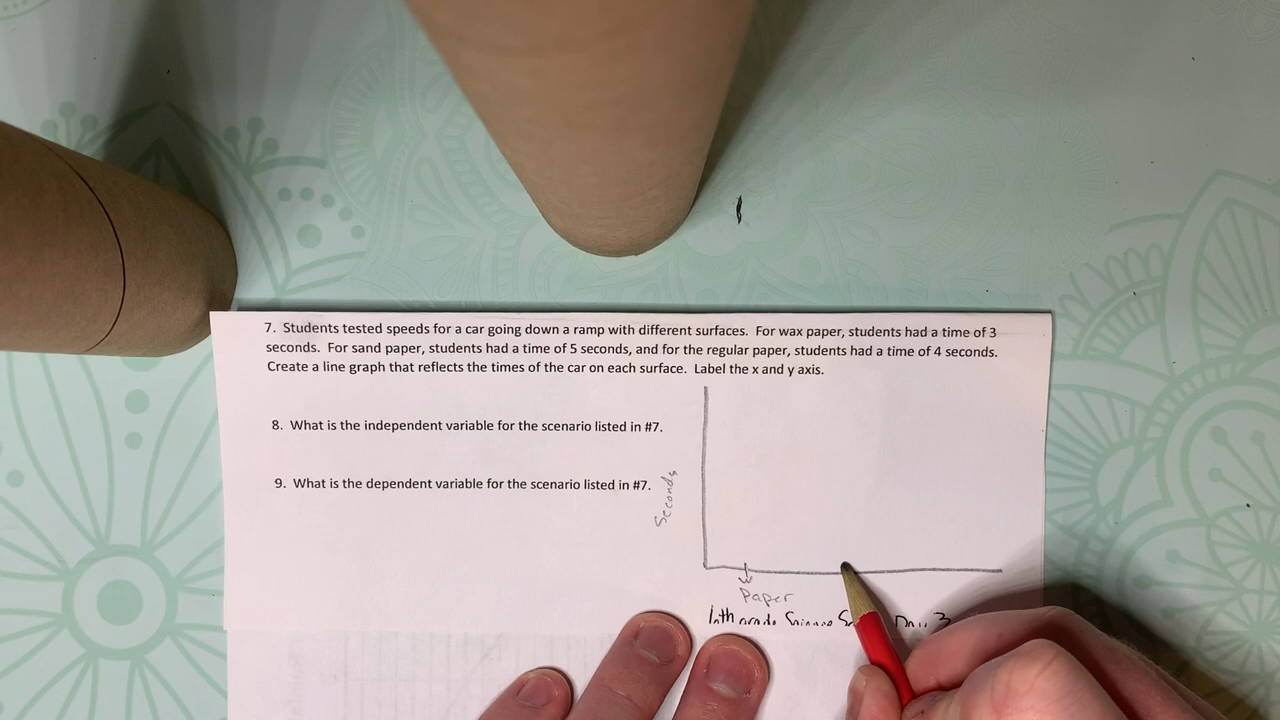 7. Students tested speeds for a car going down a ramp with different surfaces. For wax paper, students had a time of 3
seconds. For sand paper, students had a time of 5 seconds, and for the regular paper, students had a time of 4 seconds.
Create a line graph that reflects the times of the car on each surface. Label the x and y axis.
8. What is the independent variable for the scenario listed in #7.
9. What is the dependent variable for the scenario listed in #7.
Seconds
Paper
Day 3